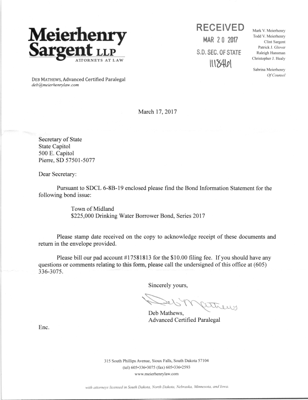 Meierhenry
Sargent LLP
ATTORNEYS AT LAW
RECEIVED
MAR 20 2017
S.D. SEC. OF STATE
Mark V. Meierhenry
Todd V. Meierhenry
Clint Sargent
Patrick J. Glover
Raleigh Hansman
Christopher J. Healy
Sabrina Meierhenry
Of Counsel
Deb Mathews, Advanced Certified Paralegal
deb@meierhenrylaw.com
March 17, 2017
Secretary of State
State Capitol
500 E. Capitol
Pierre, SD 57501-5077
Dear Secretary:
Pursuant to SDCL 6-8B-19 enclosed please find the Bond Information Statement for the
following bond issue:
Town of Midland
$225,000 Drinking Water Borrower Bond, Series 2017
Please stamp date received on the copy to acknowledge receipt of these documents and
return in the envelope provided.
Please bill our pad account #17581813 for the $10.00 filing fee. If you should have any
questions or comments relating to this form, please call the undersigned of this office at (605)
336-3075.
Sincerely yours,
Deb Mathews
Deb Mathews,
Advanced Certified Paralegal
Enc.
315 South Phillips Avenue, Sioux Falls, South Dakota 57104
(tel) 605•336•3075 (fax) 605•336•2593
www.meierhenrylaw.com
with attorneys licensed in South Dakota, North Dakota, Nebraska, Minnesota, and Iowa